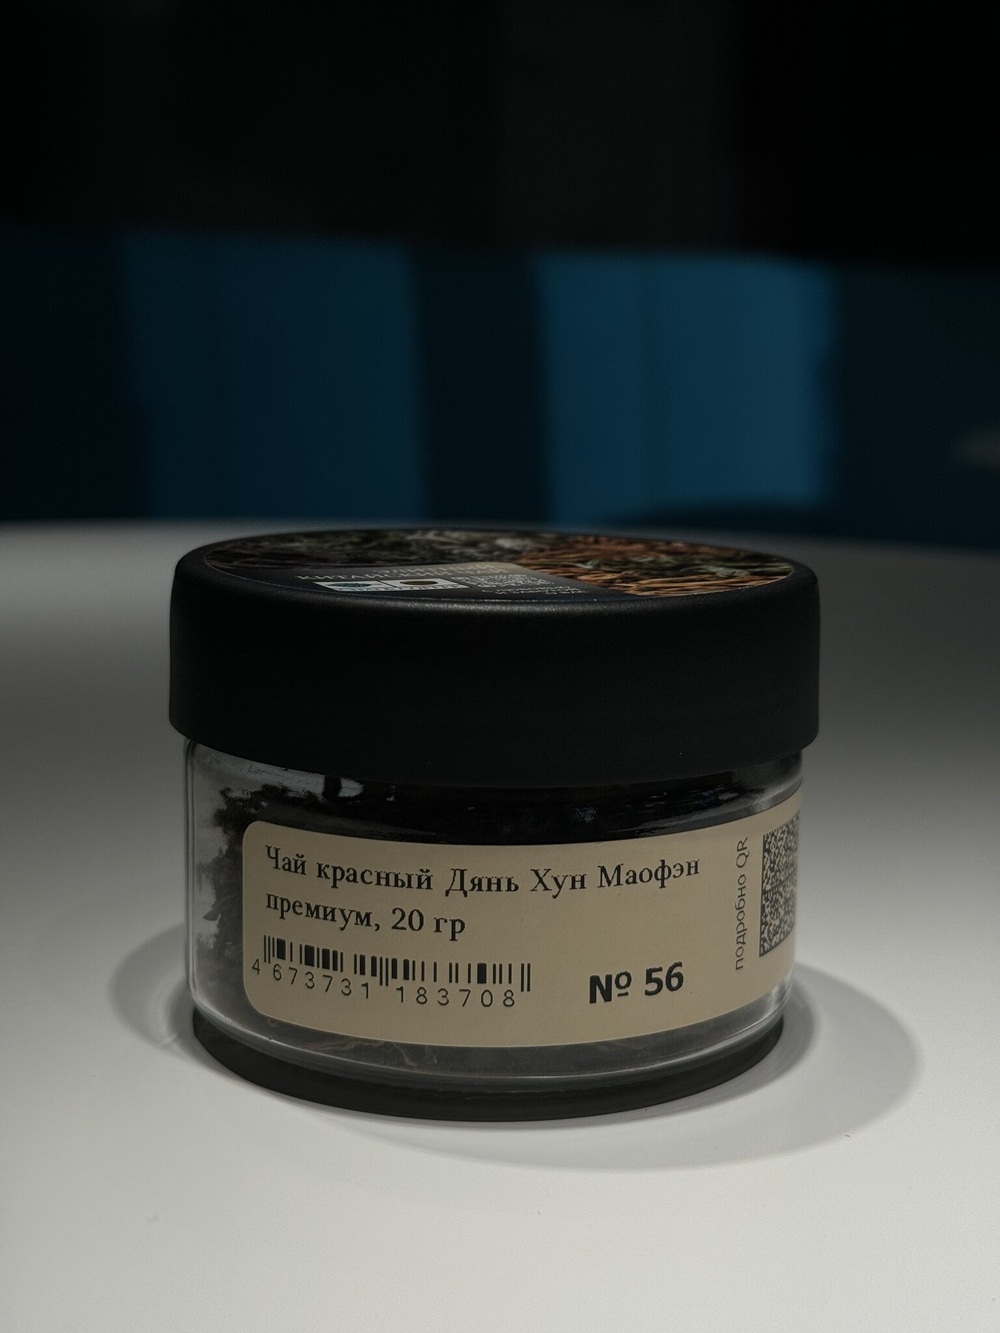 Чай красный Дянь Хун Маофэн
премиум, 20 гр
4 673731 183708
№ 56
подробно QR